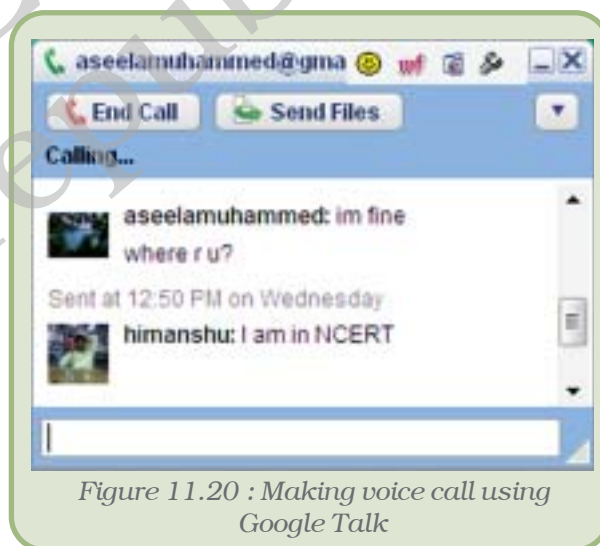 aseelamuhammed@gma
wf
End Call
Send Files
Calling...
aseelamuhammed: im fine
where r u?
Sent at 12:50 PM on Wednesday
himanshu: I am in NCERT
Figure 11.20 : Making voice call using
Google Talk